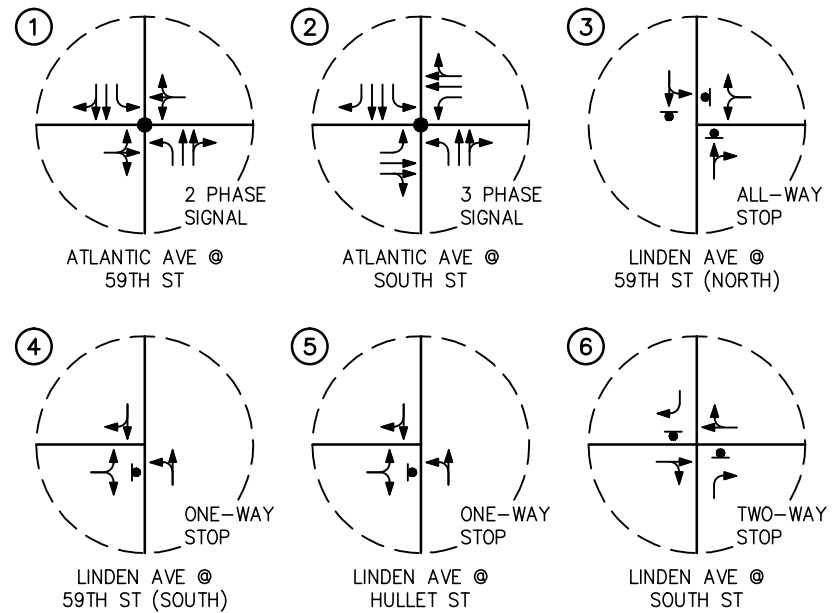 1
2 PHASE
SIGNAL
ATLANTIC AVE @
59TH ST
2
3 PHASE
SIGNAL
ATLANTIC AVE @
SOUTH ST
3
ALL-WAY
STOP
LINDEN AVE @
59TH ST (NORTH)
4
ONE-WAY
STOP
LINDEN AVE @
59TH ST (SOUTH)
5
ONE-WAY
STOP
LINDEN AVE @
HULLET ST
6
TWO-WAY
STOP
LINDEN AVE @
SOUTH ST